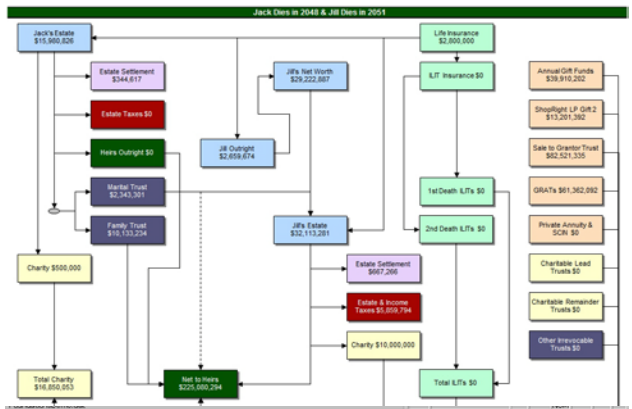 Jack Dies in 2048 & Jill Dies in 2051
Jack's Estate
$15,980,826
Life Insurance
$2,800,000
Estate Settlement
$344,617
Jill's Net Worth
$29,222,887
ILIT Insurance $0
Annual Gift Funds
$39,910,202
Estate Taxes $0
ShopRight LP Gift 2
$13,201,392
Heirs Outright $0
Jill Outright
$2,659,674
Sale to Grantor Trust
$82,521,335
Marital Trust
$2,343,301
1st Death ILITs $0
GRATs $61,362,092
Family Trust
$10,133,234
Jill's Estate
$32,113,281
2nd Death ILITs $0
Private Annuity &
SCIN $0
Charity $500,000
Estate Settlement
$667,266
Charitable Lead
Trusts $0
Estate & Income
Taxes $5,859,794
Charitable Remainder
Trusts $0
Charity $10,000,000
Other Irrevocable
Trusts $0
Total Charity
$16,850,053
Net to Heirs
$225,080,294
Total ILITs $0